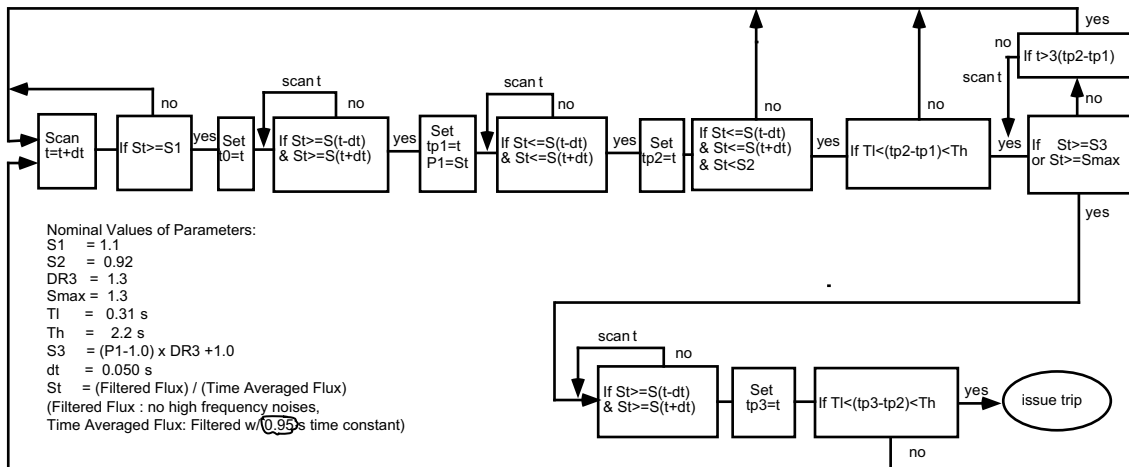 yes
no
If t>3(tp2-tp1)
scan t
no
scan t
no
scan t
no
no
no
Scan
t=t+dt
If St>=S1
yes
Set
t0=t
If St>=S(t-dt)
& St>=S(t+dt)
yes
Set
tp1=t
P1=St
If St<=S(t-dt)
& St<=S(t+dt)
yes
Set
tp2=t
If St<=S(t-dt)
& St<=S(t+dt)
& St<S2
yes
If Tl<(tp2-tp1)<Th
yes
If St>=S3
or St>=Smax
yes
Nominal Values of Parameters:
S1 = 1.1
S2 = 0.92
DR3 = 1.3
Smax = 1.3
Tl = 0.31 s
Th = 2.2 s
S3 = (P1-1.0) x DR3 +1.0
dt = 0.050 s
St = (Filtered Flux) / (Time Averaged Flux)
(Filtered Flux : no high frequency noises,
Time Averaged Flux: Filtered w/ 0.95 s time constant)
scan t
no
If St>=S(t-dt)
& St>=S(t+dt)
Set
tp3=t
If Tl<(tp3-tp2)<Th
yes
issue trip
no